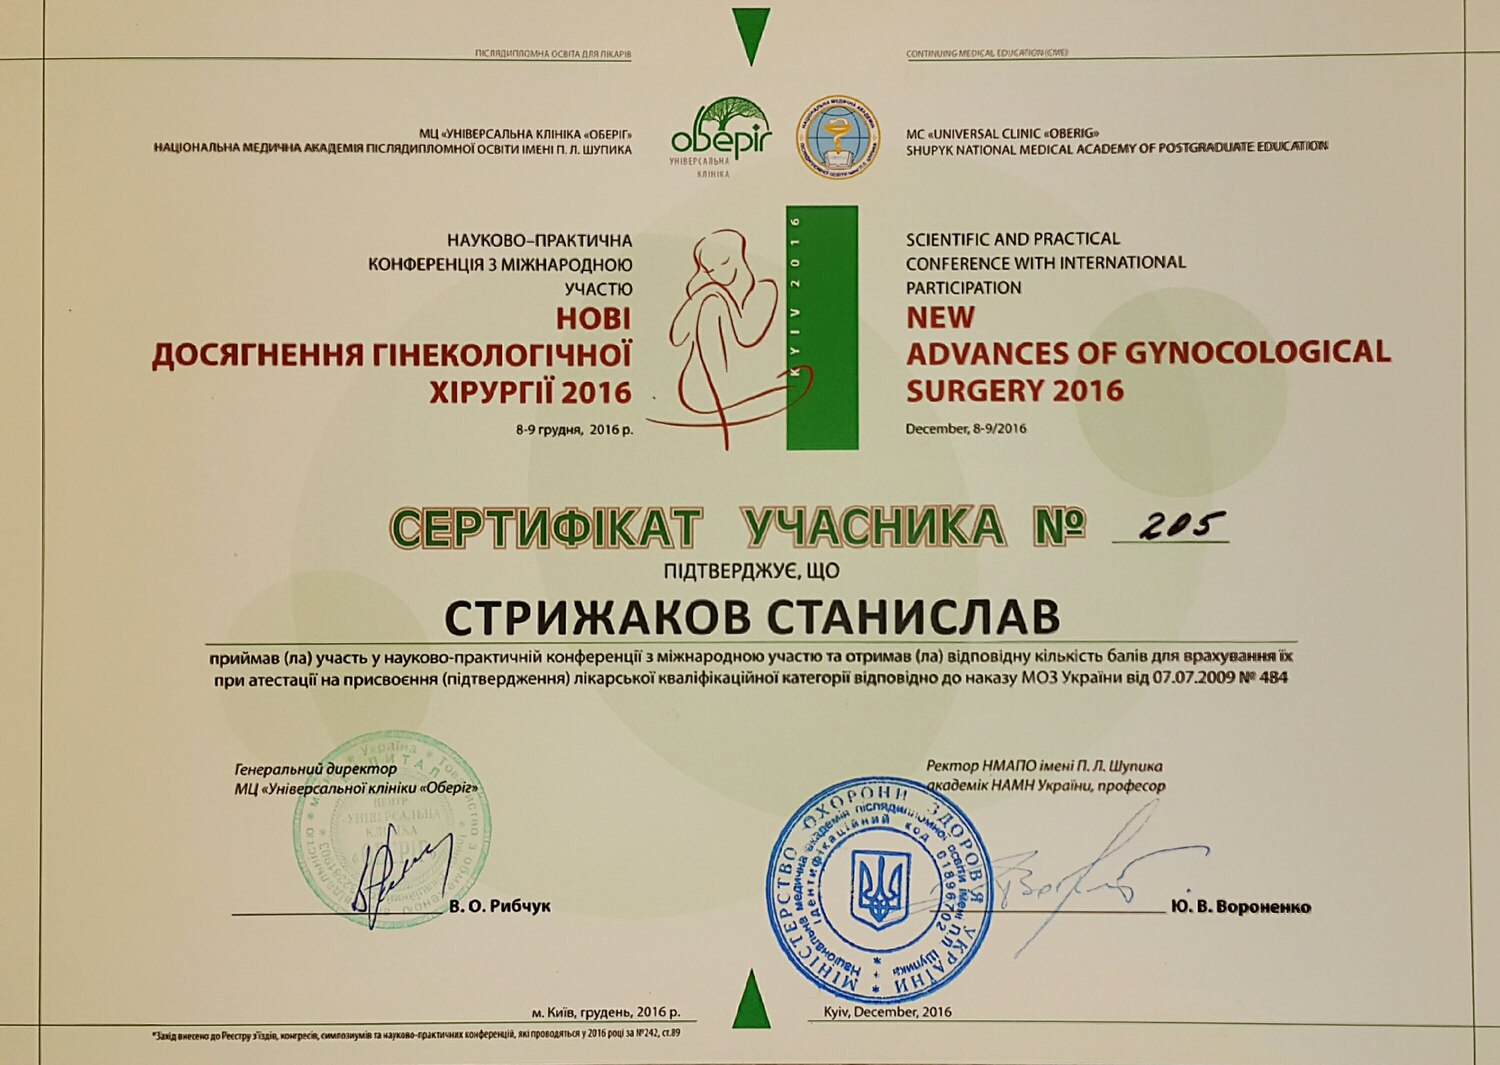 ПІСЛЯДИПЛОМНА ОСВІТА ДЛЯ ЛІКАРІВ
CONTINUING MEDICAL EDUCATION (CME)
МЦ «УНІВЕРСАЛЬНА КЛІНІКА «ОБЕРІГ»
НАЦІОНАЛЬНА МЕДИЧНА АКАДЕМІЯ ПІСЛЯДИПЛОМНОЇ ОСВІТИ ІМЕНІ П. Л. ШУПИКА
оберіг
УНІВЕРСАЛЬНА
КЛІНІКА
MC «UNIVERSAL CLINIC «OBERIG»
SHUPYK NATIONAL MEDICAL ACADEMY OF POSTGRADUATE EDUCATION
НАУКОВО–ПРАКТИЧНА
КОНФЕРЕНЦІЯ З МІЖНАРОДНОЮ
УЧАСТЮ
НОВІ
ДОСЯГНЕННЯ ГІНЕКОЛОГІЧНОЇ
ХІРУРГІЇ 2016
8-9 грудня, 2016 р.
KYIV 2016
SCIENTIFIC AND PRACTICAL
CONFERENCE WITH INTERNATIONAL
PARTICIPATION
NEW
ADVANCES OF GYNOCOLOGICAL
SURGERY 2016
December, 8-9/2016
СЕРТИФІКАТ УЧАСНИКА № 205
ПІДТВЕРДЖУЄ, ЩО
СТРИЖАКОВ СТАНИСЛАВ
приймав (ла) участь у науково-практичній конференції з міжнародною участю та отримав (ла) відповідну кількість балів для врахування їх
при атестації на присвоєння (підтвердження) лікарської кваліфікаційної категорії відповідно до наказу МОЗ України від 07.07.2009 № 484
Генеральний директор
МЦ «Універсальної клініки «Оберіг»
В. О. Рибчук
Ректор НМАПО імені П. Л. Шупика
академік НАМН України, професор
Ю. В. Вороненко
МІНІСТЕРСТВО ОХОРОНИ ЗДОРОВ'Я УКРАЇНИ
Національна медична академія післядипломної освіти імені П.Л. Шупика
Ідентифікаційний код 01896702
м. Київ, грудень, 2016 р.
Kyiv, December, 2016
*Захід внесено до Реєстру з'їздів, конгресів, симпозіумів та науково-практичних конференцій, які проводяться у 2016 році за №242, ст.89